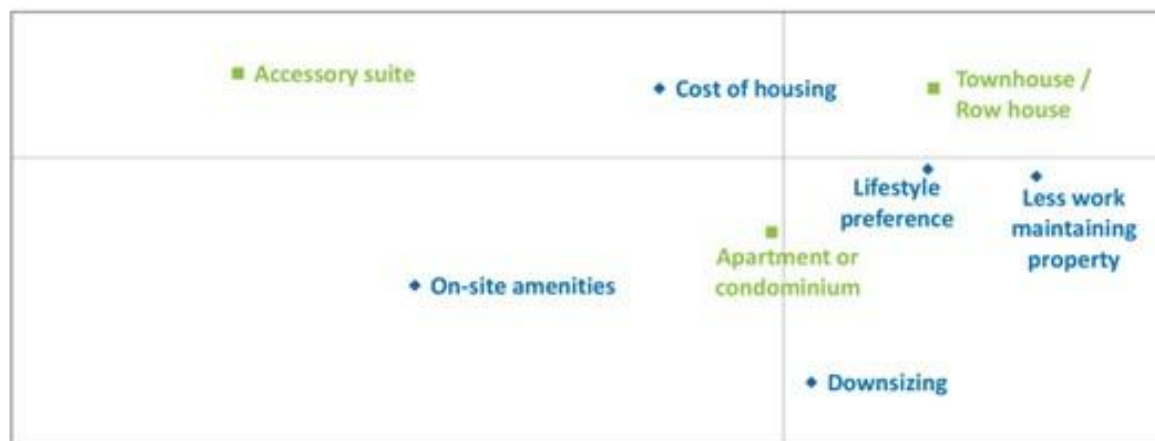 Accessory suite
Cost of housing
Townhouse /
Row house
Lifestyle
preference
Less work
maintaining
property
Apartment or
condominium
On-site amenities
Downsizing